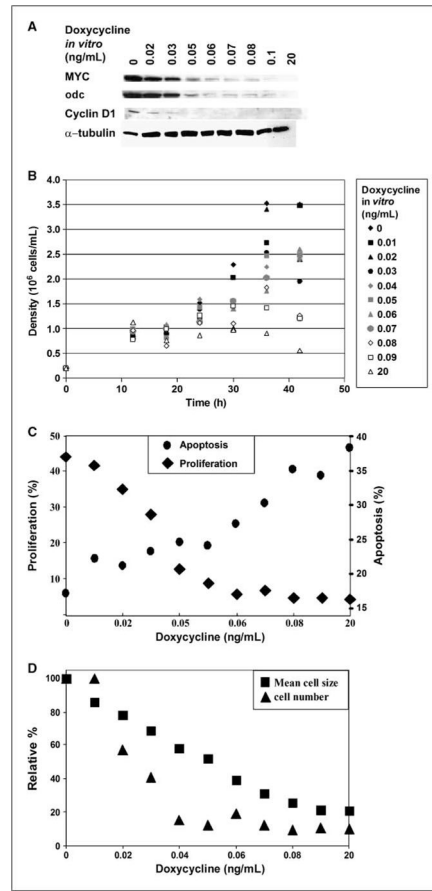 A
Doxycycline
in vitro
(ng/mL)
0 0.02 0.03 0.05 0.06 0.07 0.08 0.1 20
MYC
odc
Cyclin D1
α-tubulin
B
Density (10⁶ cells/mL)
4.0
3.5
3.0
2.5
2.0
1.5
1.0
0.5
0
0 10 20 30 40 50
Time (h)
Doxycycline
in vitro
(ng/mL)
0
0.01
0.02
0.03
0.04
0.05
0.06
0.07
0.08
0.09
20
C
Apoptosis
Proliferation
Proliferation (%)
50
40
30
20
10
Apoptosis (%)
40
35
30
25
20
15
0 0.02 0.05 0.06 0.08 20
Doxycycline (ng/mL)
D
Mean cell size
cell number
Relative %
100
80
60
40
20
0
0 0.02 0.04 0.06 0.08 20
Doxycycline (ng/mL)